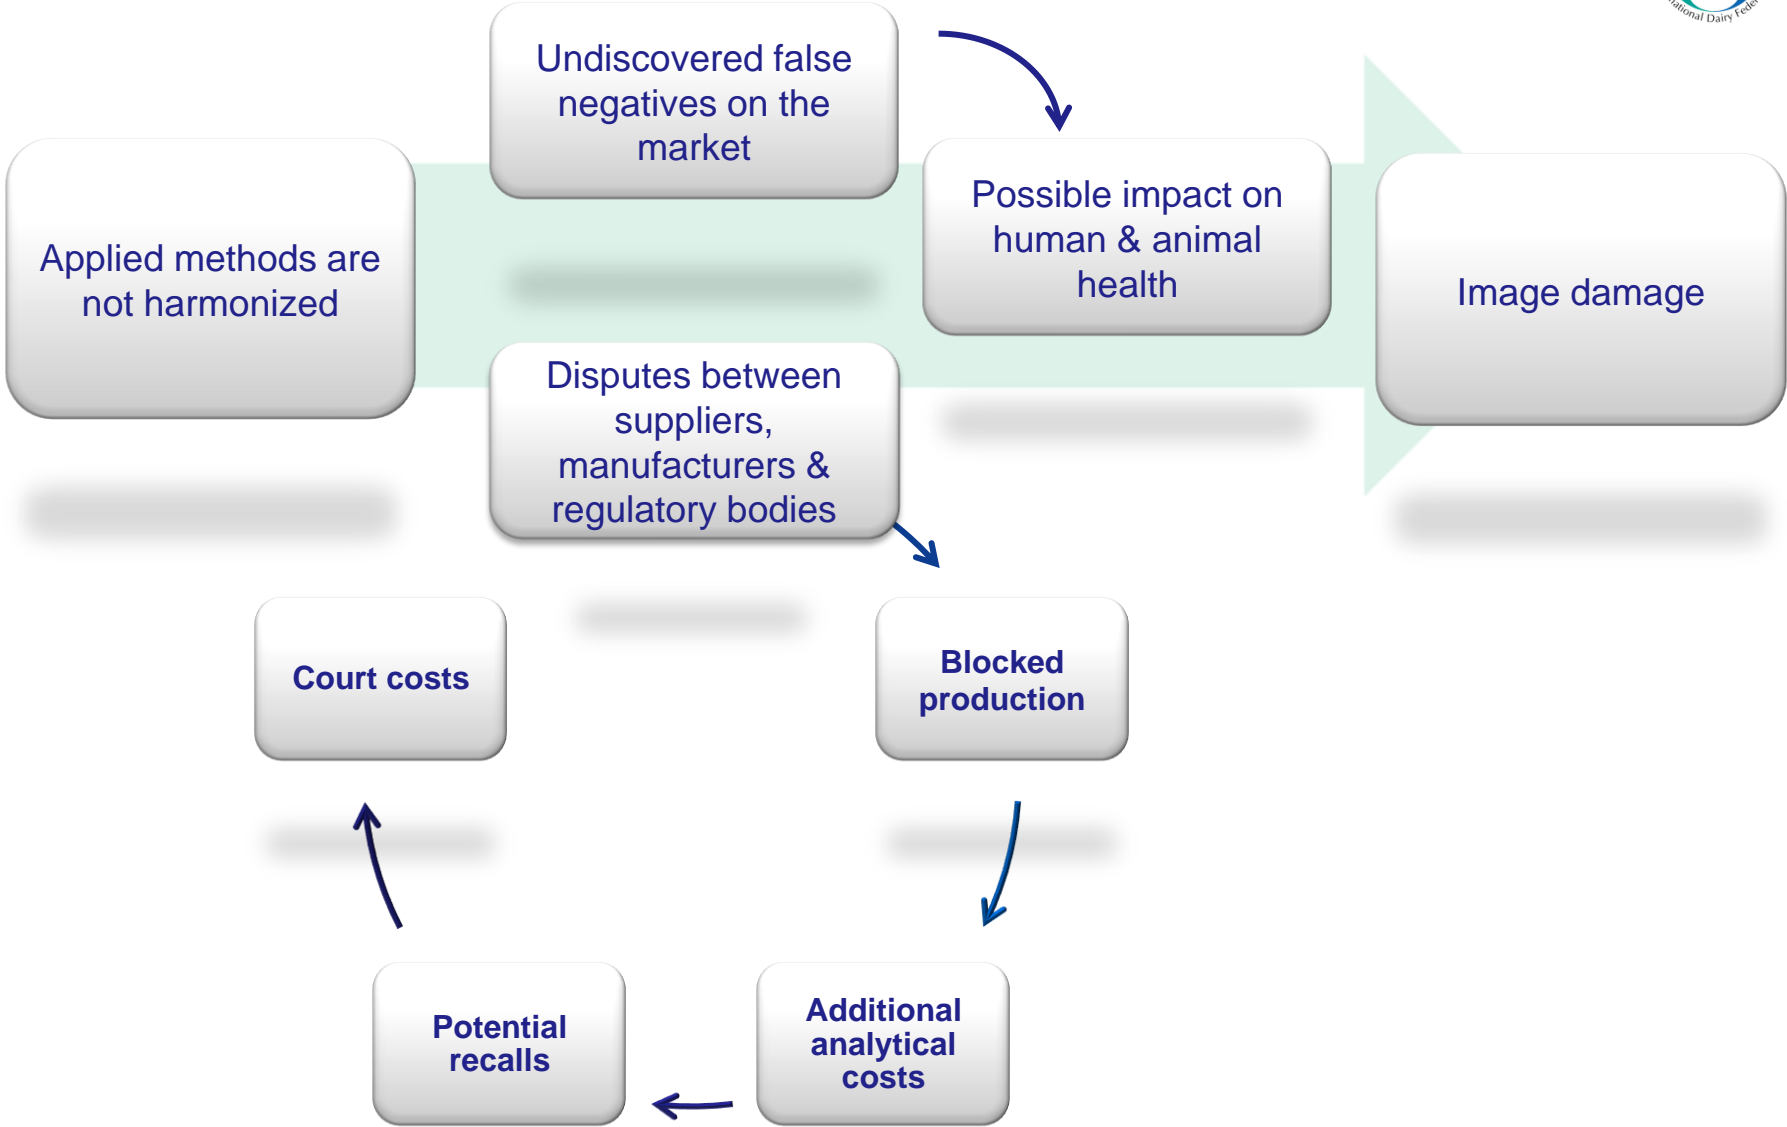 Dairy
Undiscovered false
negatives on the
market
Applied methods are
not harmonized
Possible impact on
human & animal
health
Image damage
Disputes between
suppliers,
manufacturers &
regulatory bodies
Court costs
Blocked
production
Potential
recalls
Additional
analytical
costs